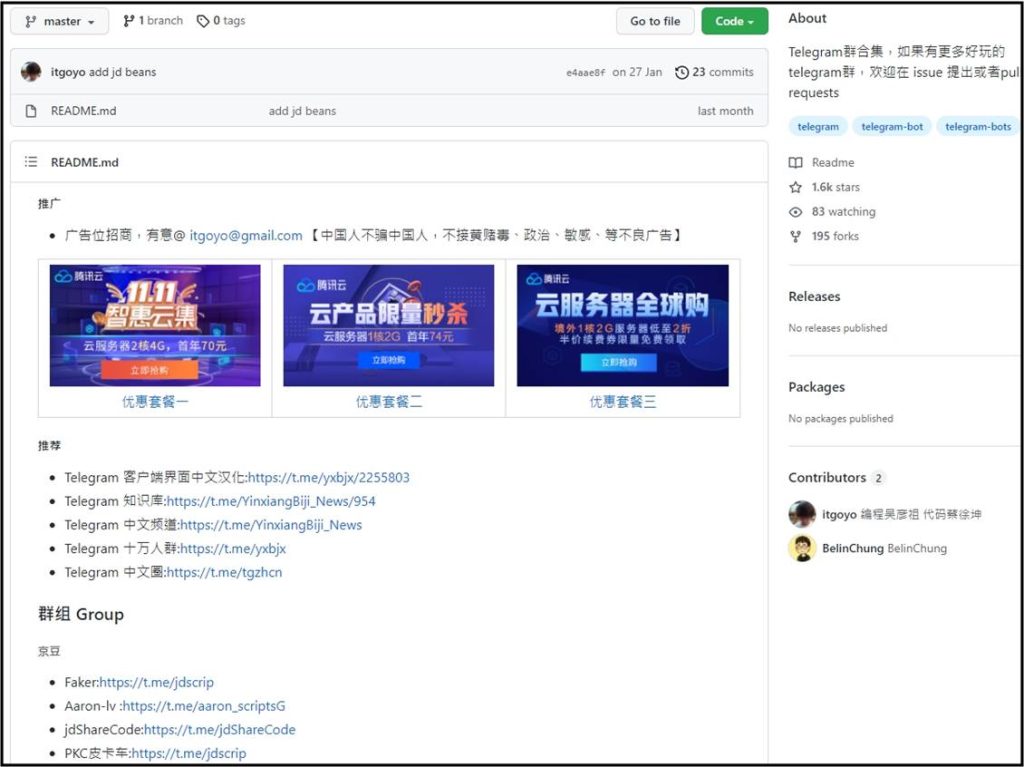 master
1 branch
0 tags
Go to file
Code
itgoyo add jd beans
e4aae8f on 27 Jan
23 commits
README.md
add jd beans
last month
README.md
推广
广告位招商，有意@ itgoyo@gmail.com 【中国人不骗中国人，不接黄赌毒、政治、敏感、等不良广告】
腾讯云
11.11
智惠云集
云服务器2核4G，首年70元
立即抢购
腾讯云
云产品限量秒杀
云服务器1核2G 首年74元
立即抢购
腾讯云
云服务器全球购
境外1核2G服务器低至2折
半价续费券限量免费领取
立即抢购
优惠套餐一
优惠套餐二
优惠套餐三
推荐
Telegram 客户端界面中文汉化:https://t.me/yxbjx/2255803
Telegram 知识库:https://t.me/YinxiangBiji_News/954
Telegram 中文频道:https://t.me/YinxiangBiji_News
Telegram 十万人群:https://t.me/yxbjx
Telegram 中文圈:https://t.me/tgzhcn
群组 Group
京豆
Faker:https://t.me/jdscrip
Aaron-lv :https://t.me/aaron_scriptsG
jdShareCode:https://t.me/jdShareCode
PKC皮卡车:https://t.me/jdscrip
About
Telegram群合集，如果有更多好玩的
telegram群，欢迎在 issue 提出或者pul
requests
telegram
telegram-bot
telegram-bots
Readme
1.6k stars
83 watching
195 forks
Releases
No releases published
Packages
No packages published
Contributors 2
itgoyo 编程吴彦祖 代码蔡徐坤
BelinChung BelinChung